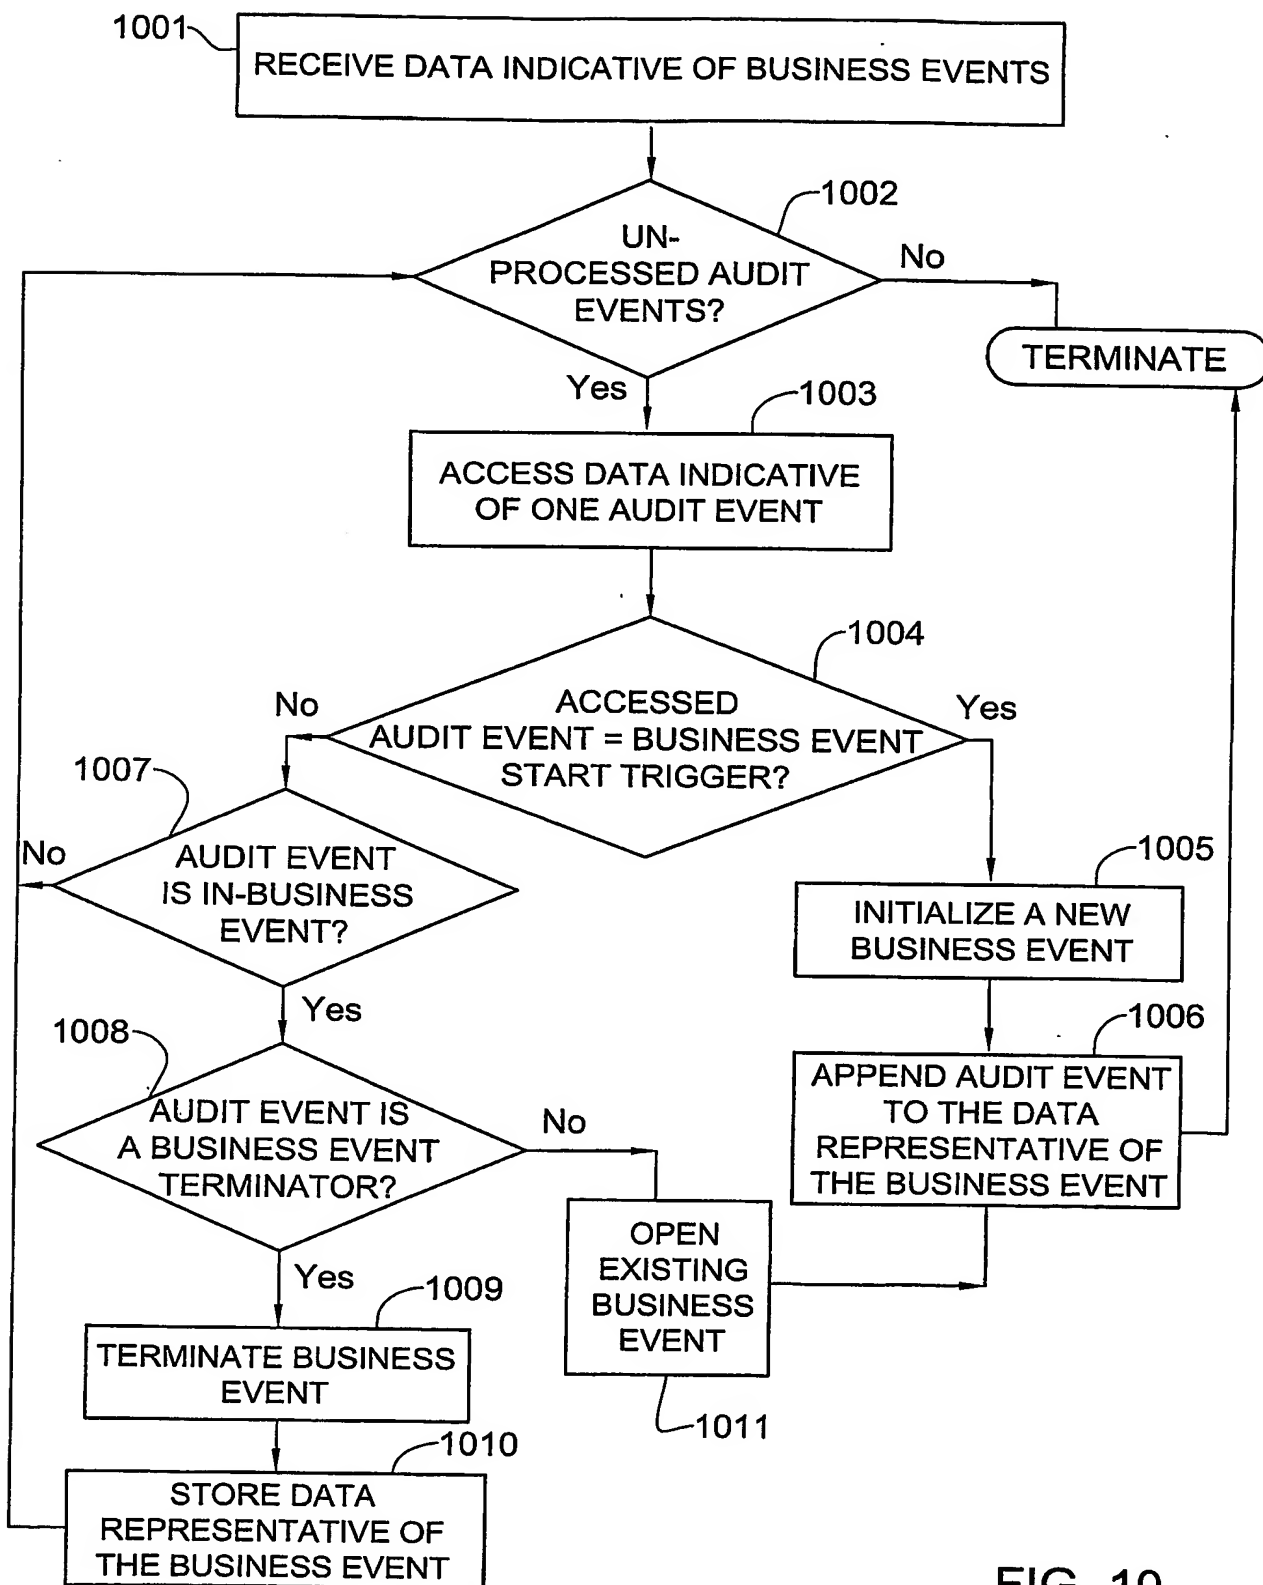 1001
RECEIVE DATA INDICATIVE OF BUSINESS EVENTS
1002
UN-
PROCESSED AUDIT
EVENTS?
No
TERMINATE
Yes
1003
ACCESS DATA INDICATIVE
OF ONE AUDIT EVENT
1004
ACCESSED
AUDIT EVENT = BUSINESS EVENT
START TRIGGER?
No
Yes
1007
AUDIT EVENT
IS IN-BUSINESS
EVENT?
No
Yes
1005
INITIALIZE A NEW
BUSINESS EVENT
1006
APPEND AUDIT EVENT
TO THE DATA
REPRESENTATIVE OF
THE BUSINESS EVENT
1008
AUDIT EVENT IS
A BUSINESS EVENT
TERMINATOR?
No
Yes
OPEN
EXISTING
BUSINESS
EVENT
1011
1009
TERMINATE BUSINESS
EVENT
1010
STORE DATA
REPRESENTATIVE OF
THE BUSINESS EVENT
FIG. 10